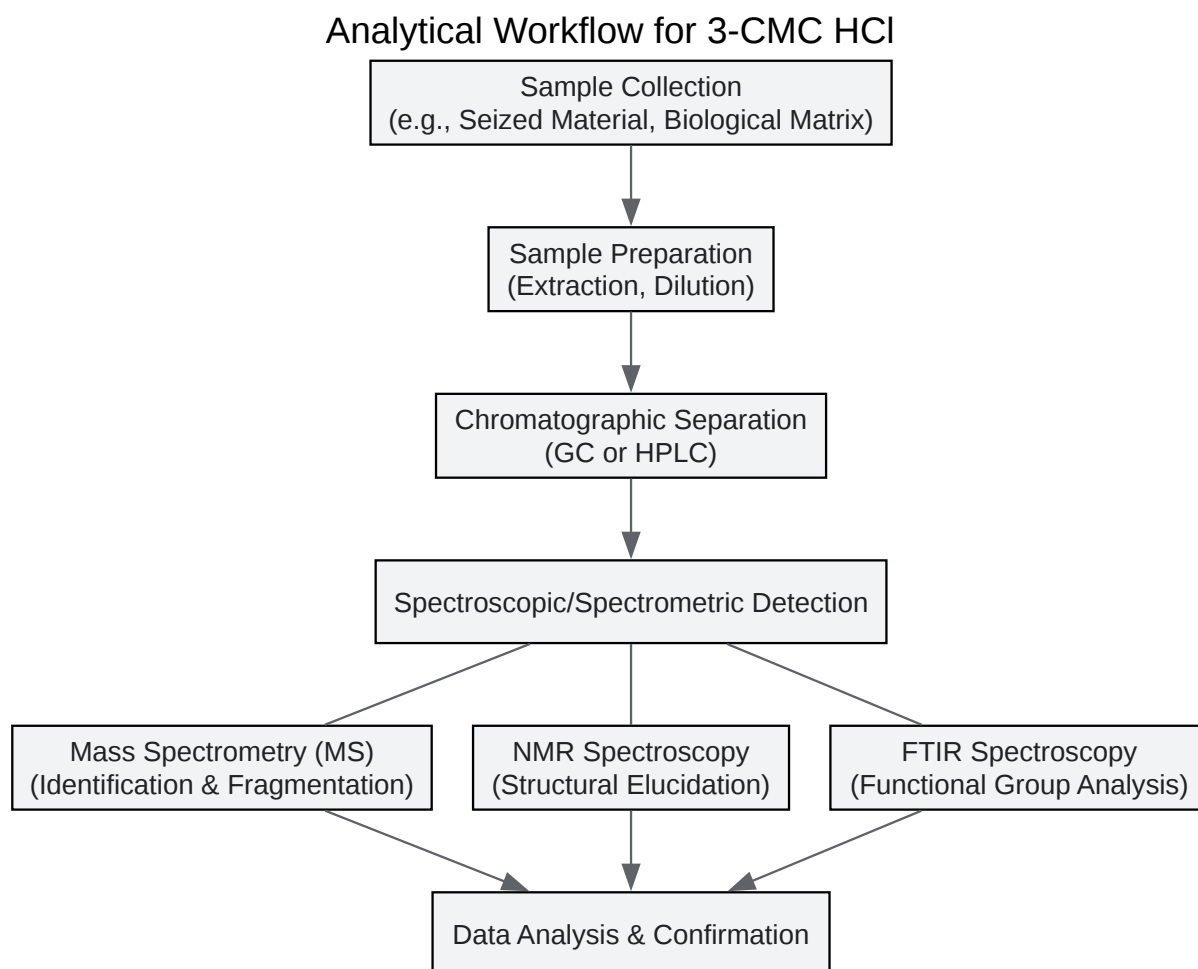 Analytical Workflow for 3-CMC HCl
Sample Collection
(e.g., Seized Material, Biological Matrix)
Sample Preparation
(Extraction, Dilution)
Chromatographic Separation
(GC or HPLC)
Spectroscopic/Spectrometric Detection
Mass Spectrometry (MS)
(Identification & Fragmentation)
NMR Spectroscopy
(Structural Elucidation)
FTIR Spectroscopy
(Functional Group Analysis)
Data Analysis & Confirmation